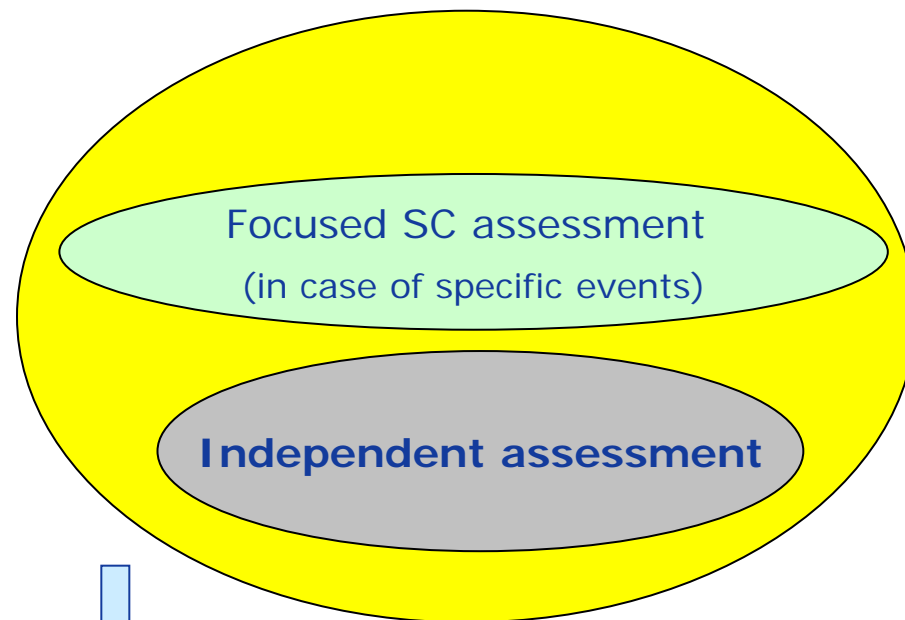 Focused SC assessment
(in case of specific events)
Independent assessment